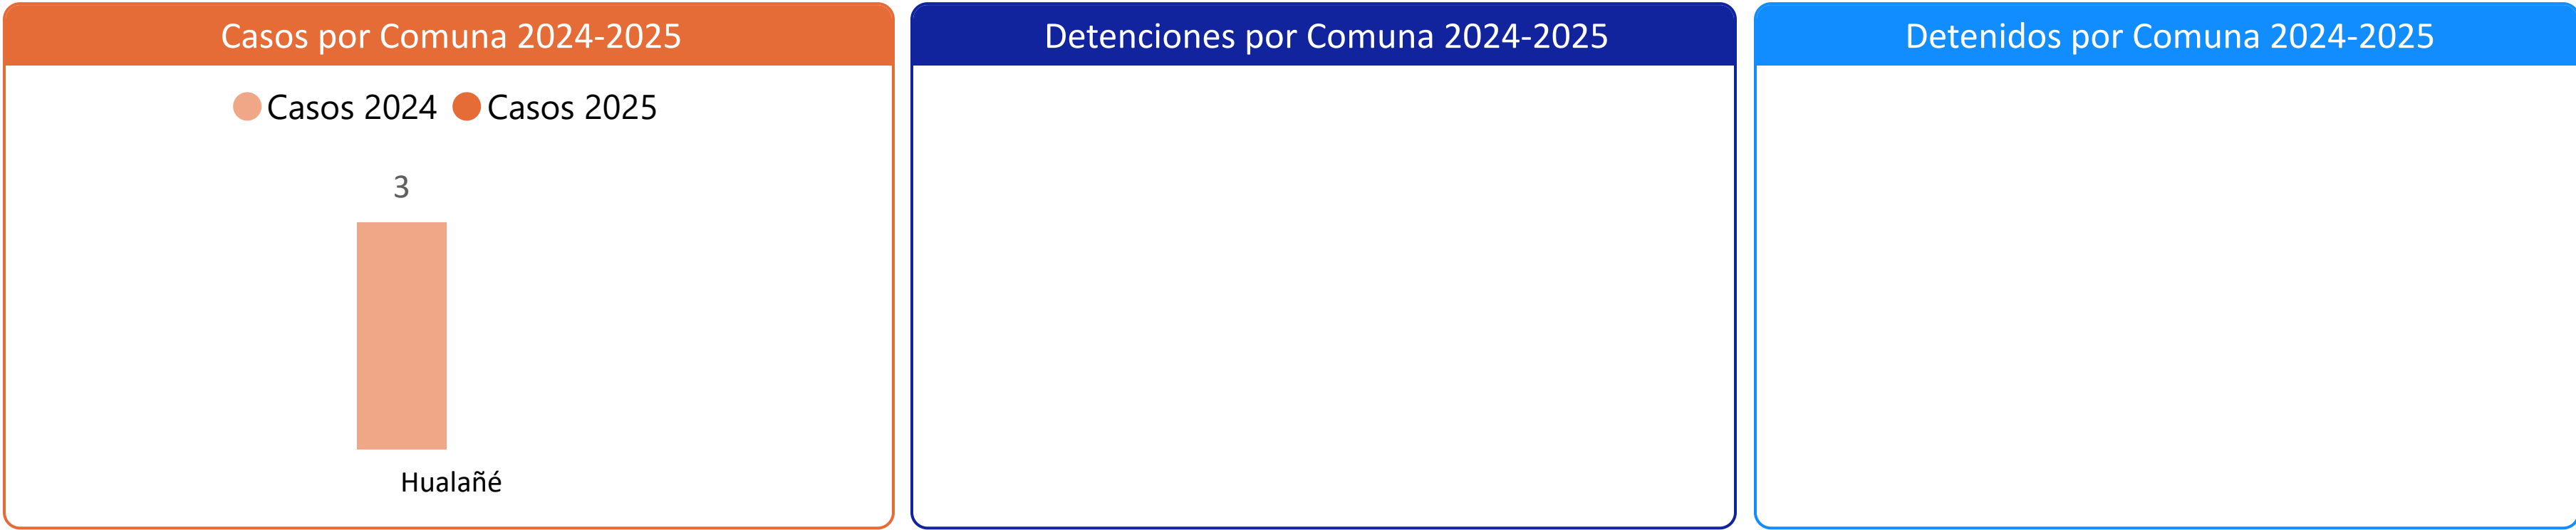 Casos por Comuna 2024-2025
Casos 2024 Casos 2025
3
Hualañé
Detenciones por Comuna 2024-2025
Detenidos por Comuna 2024-2025